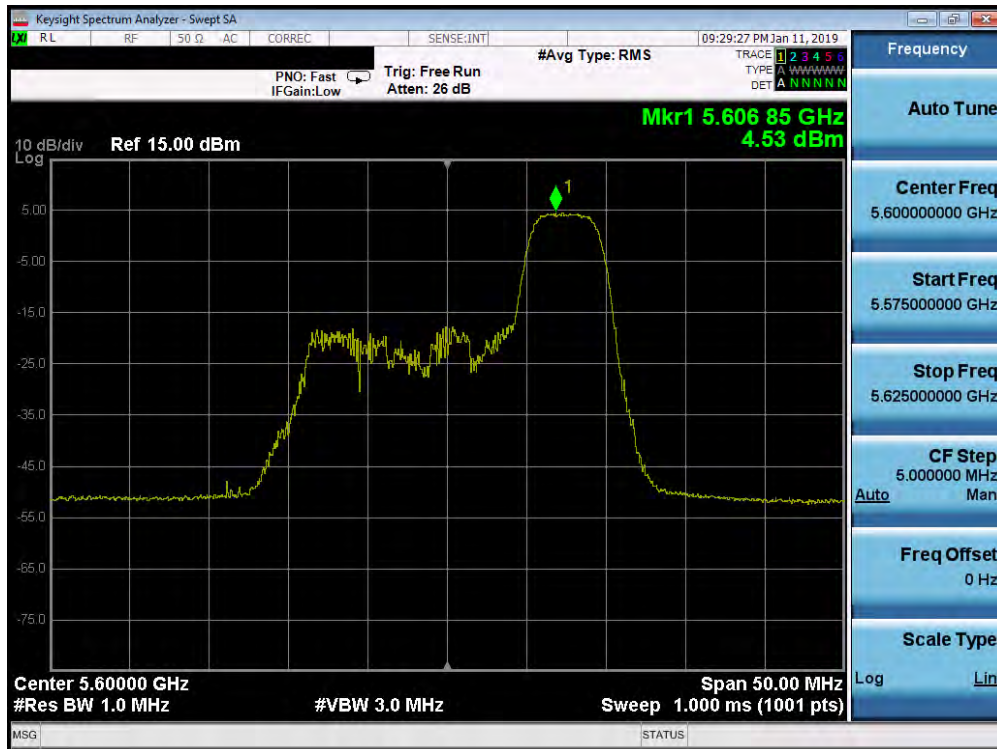 Keysight Spectrum Analyzer - Swept SA
LXI RL RF 50 Ω AC CORREC SENSE:INT 09:29:27 PM Jan 11, 2019
#Avg Type: RMS
TRACE 1 2 3 4 5 6
TYPE A WWWWW
DET A N N N N N
PNO: Fast
IFGain:Low
Trig: Free Run
Atten: 26 dB
Mkr1 5.606 85 GHz
4.53 dBm
10 dB/div
Log
Ref 15.00 dBm
1
5.00
-5.00
-15.0
-25.0
-35.0
-45.0
-55.0
-65.0
-75.0
Center 5.60000 GHz
Span 50.00 MHz
#Res BW 1.0 MHz
#VBW 3.0 MHz
Sweep 1.000 ms (1001 pts)
MSG
STATUS
Frequency
Auto Tune
Center Freq
5.600000000 GHz
Start Freq
5.575000000 GHz
Stop Freq
5.625000000 GHz
CF Step
5.000000 MHz
Auto Man
Freq Offset
0 Hz
Scale Type
Log Lin